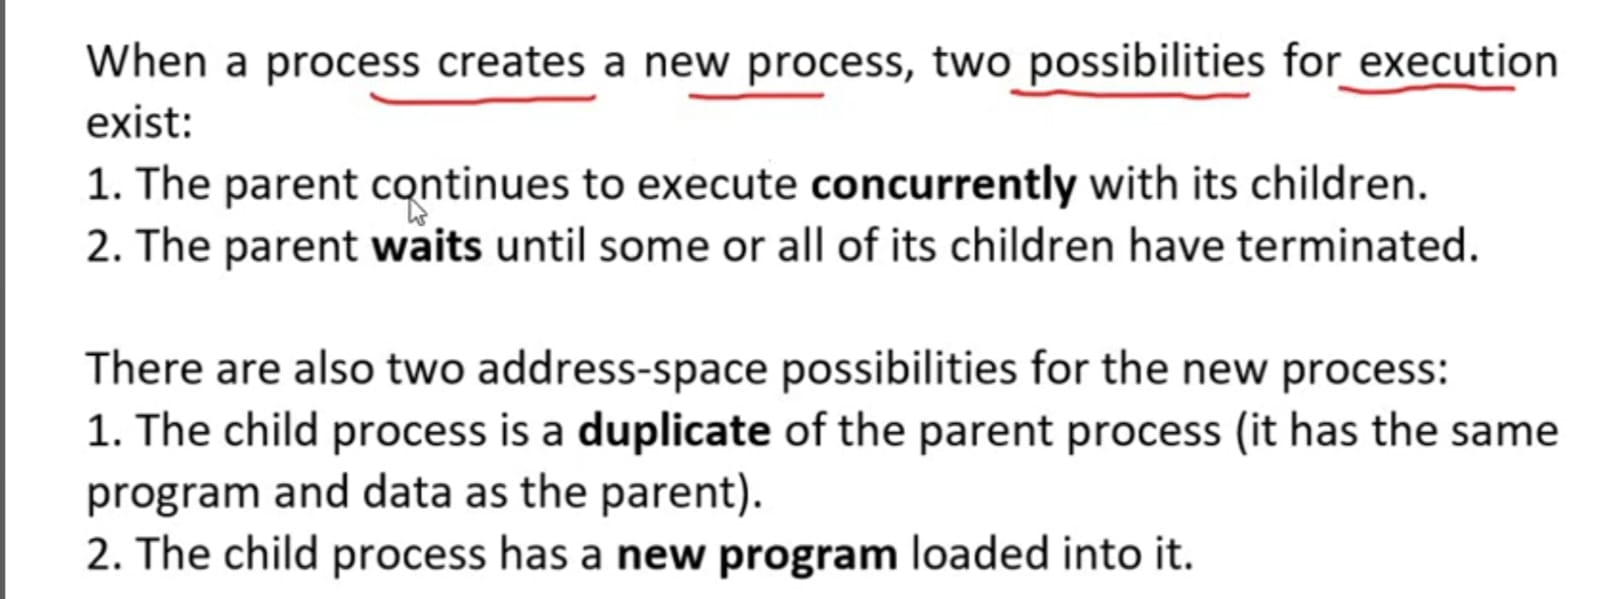 When a process creates a new process, two possibilities for execution
exist:
1. The parent continues to execute concurrently with its children.
2. The parent waits until some or all of its children have terminated.
There are also two address-space possibilities for the new process:
1. The child process is a duplicate of the parent process (it has the same
program and data as the parent).
2. The child process has a new program loaded into it.